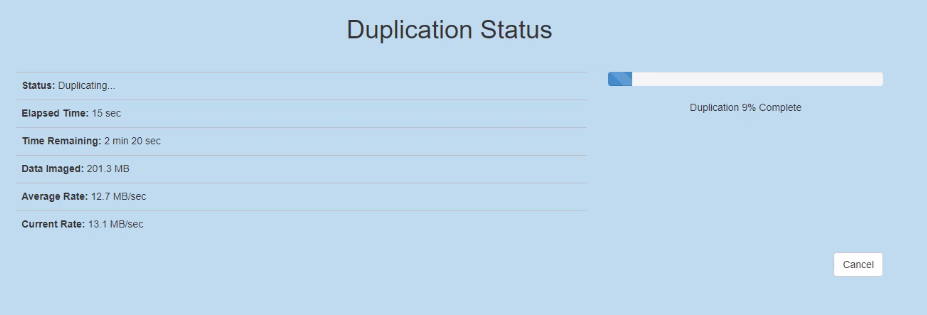 Duplication Status
Status: Duplicating...
Duplication 9% Complete
Elapsed Time: 15 sec
Time Remaining: 2 min 20 sec
Data Imaged: 201.3 MB
Average Rate: 12.7 MB/sec
Current Rate: 13.1 MB/sec
Cancel